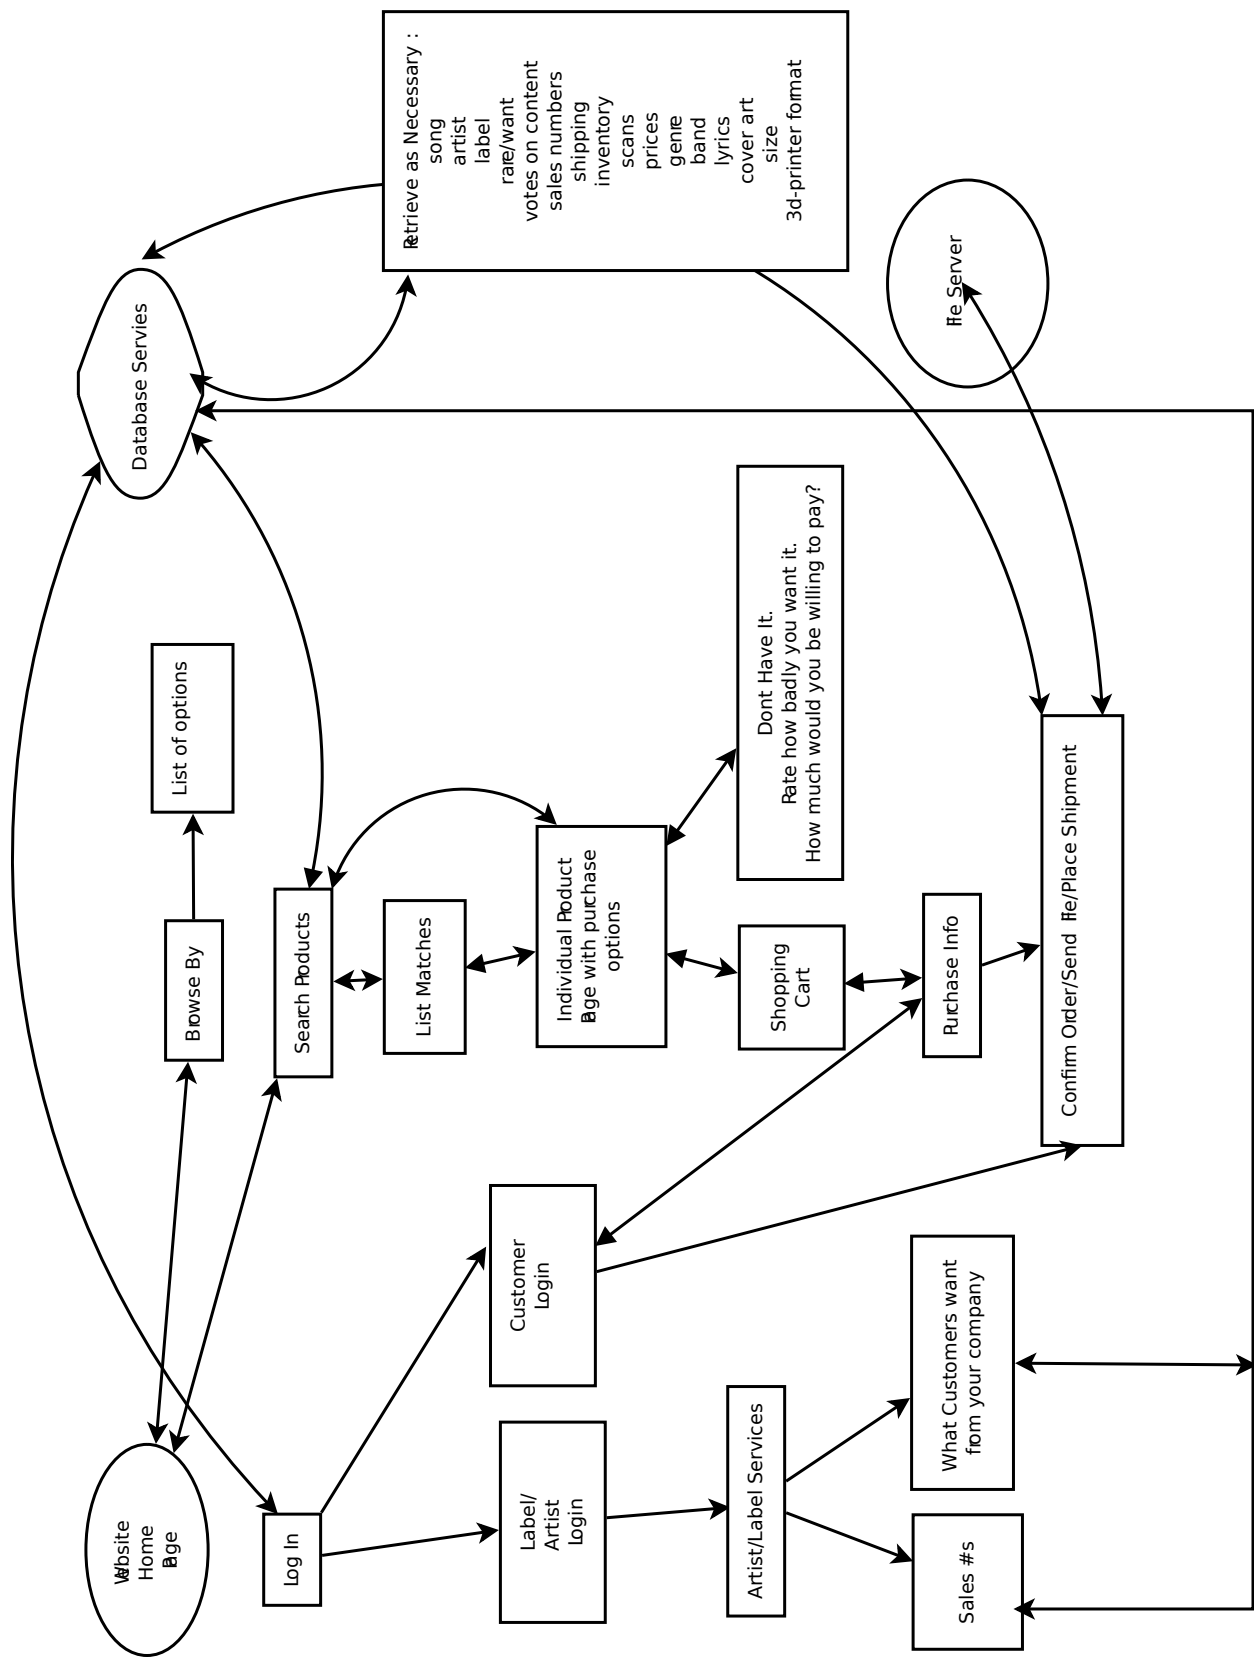 Website
Home
Page
Log In
Browse By
List of options
Database Servies
Search Products
List Matches
Individual Product
Page with purchase
options
Label/
Artist
Login
Customer
Login
Retrieve as Necessary :
song
artist
label
rare/want
votes on content
sales numbers
shipping
inventory
scans
prices
genre
band
lyrics
cover art
size
3d-printer format
Artist/Label Services
Shopping
Cart
Dont Have It.
Rate how badly you want it.
How much would you be willing to pay?
Sales #s
What Customers want
from your company
Purchase Info
File Server
Confirm Order/Send File/Place Shipment